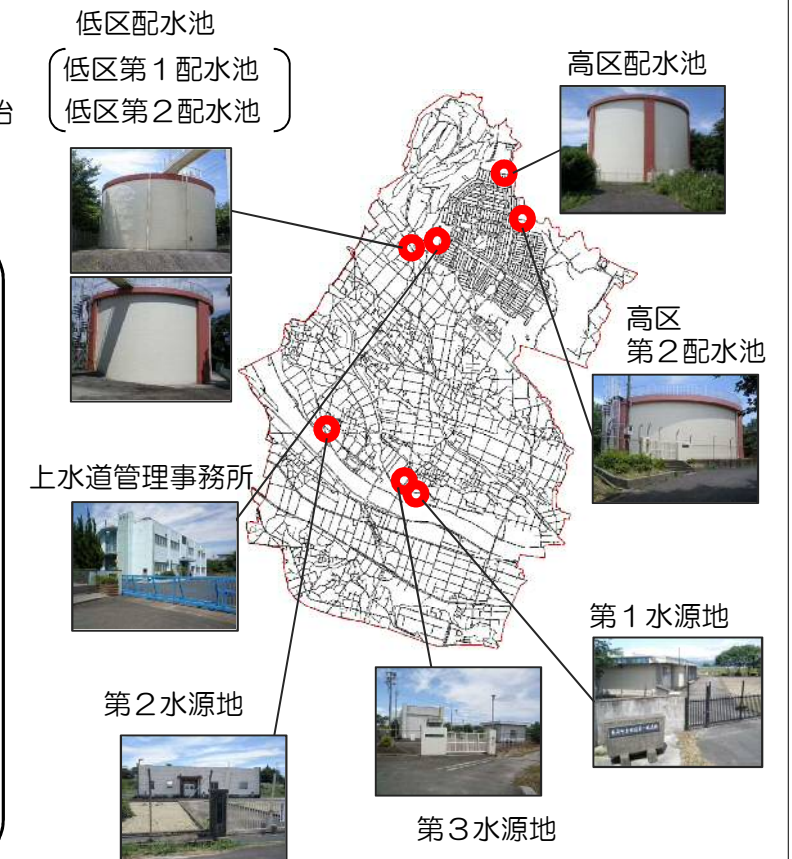 低区配水池
低区第１配水池
低区第２配水池
高区配水池
高区
第２配水池
上水道管理事務所
第１水源地
第２水源地
第３水源地